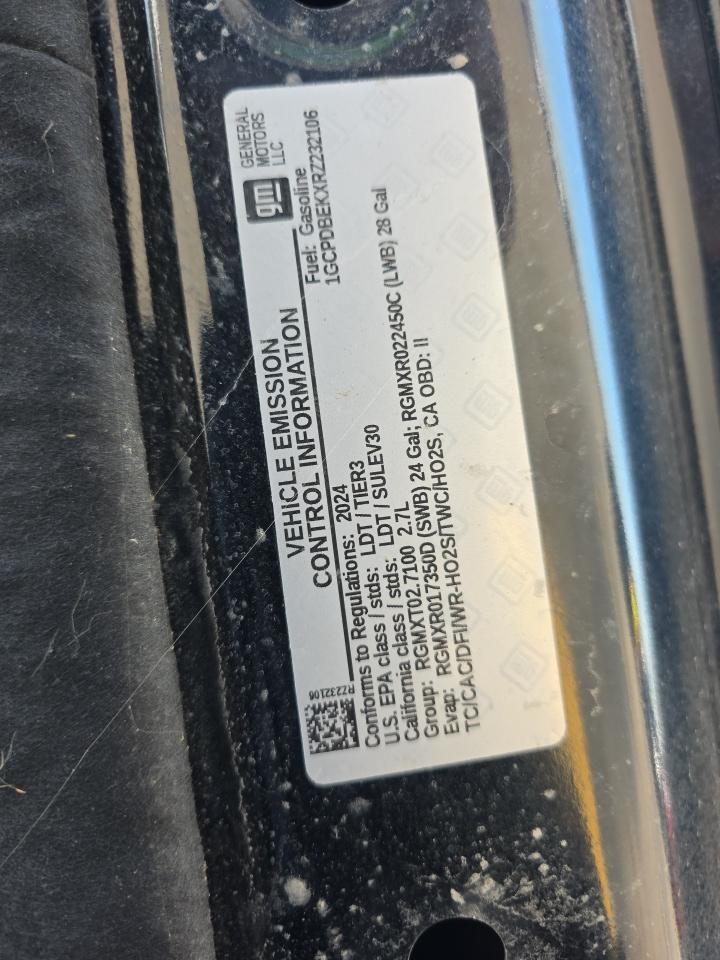 VEHICLE EMISSION
CONTROL INFORMATION
gm
GENERAL
MOTORS
LLC
RZ232106
Conforms to Regulations: 2024
Fuel: Gasoline
U.S. EPA class / stds: LDT / TIER3
1GCPDBEKXRZ232106
California class / stds: LDT / SULEV30
Group: RGMXT02.7100 2.7L
Evap: RGMXR017350D (SWB) 24 Gal; RGMXR022450C (LWB) 28 Gal
TC/CAC/DFI/WR-HO2S/TWC/HO2S, CA OBD: II